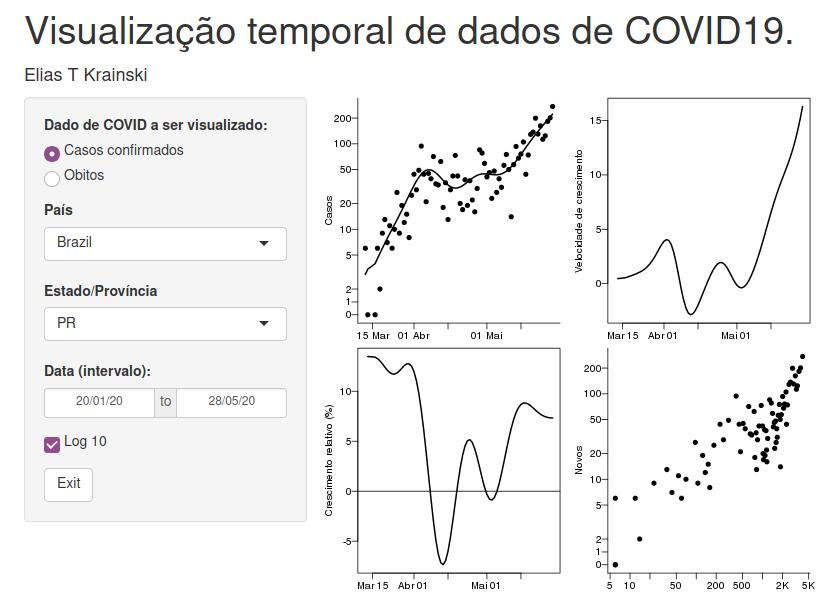 Visualização temporal de dados de COVID19.
Elias T Krainski
Dado de COVID a ser visualizado:
Casos confirmados
Obitos
País
Brazil
Estado/Província
PR
Data (intervalo):
20/01/20 to 28/05/20
Log 10
Exit
Casos
200
100
50
20
10
5
2
1
0
15 Mar 01 Abr 01 Mai
Velocidade de crescimento
15
10
5
0
Mar 15 Abr 01 Mai 01
Crescimento relativo (%)
10
5
0
-5
Mar 15 Abr 01 Mai 01
Novos
200
100
50
20
10
5
2
1
0
5 10 50 200 500 2K 5K